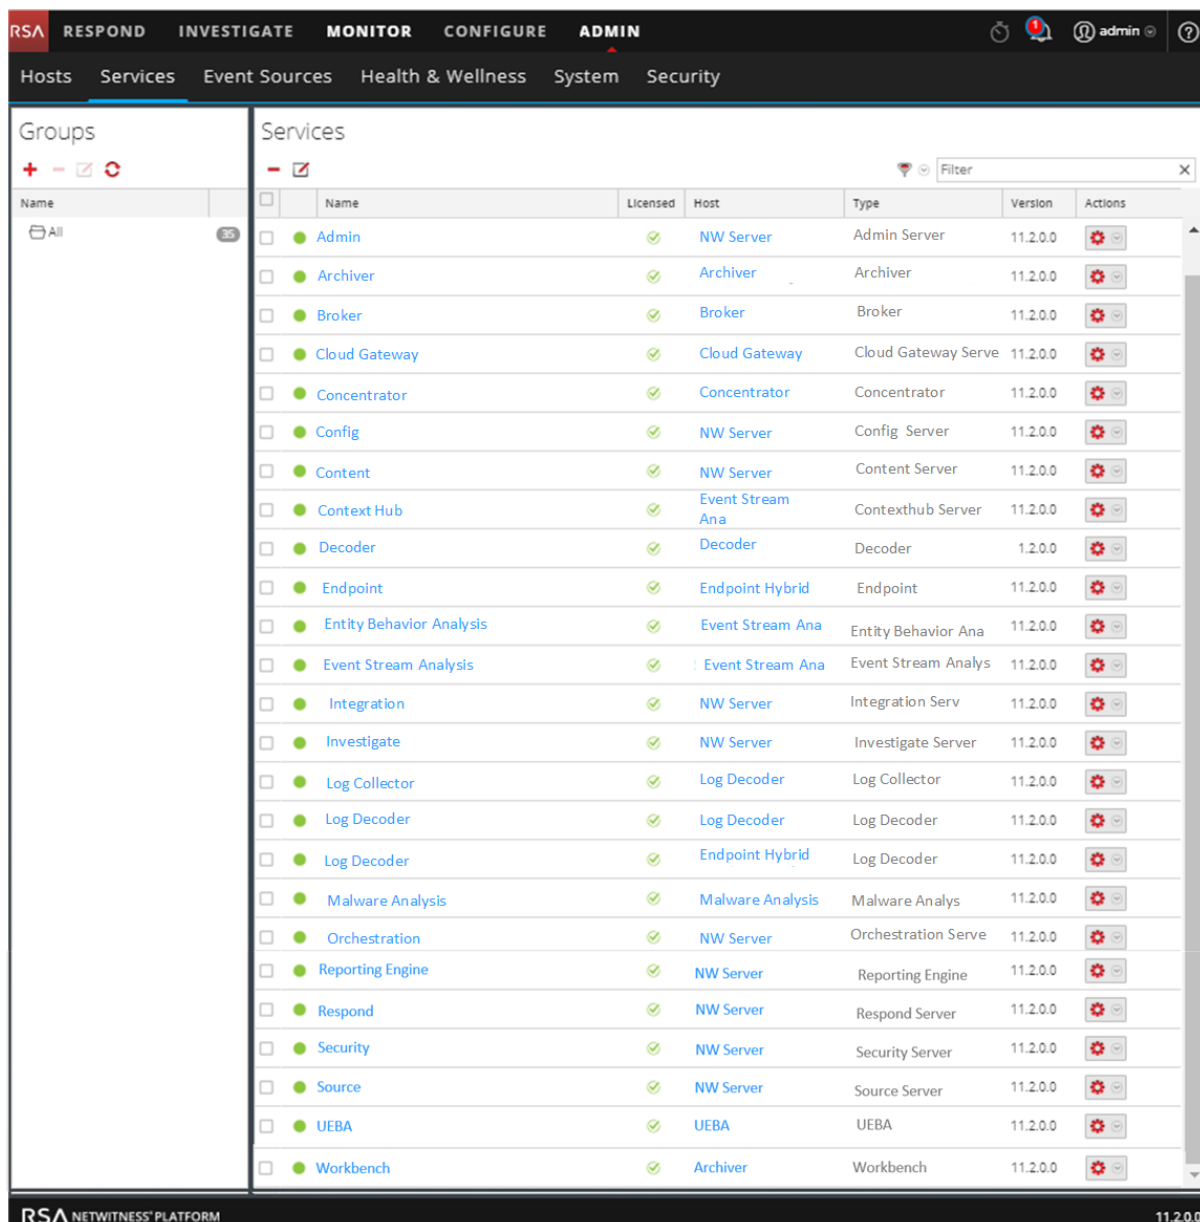 RSA RESPOND INVESTIGATE MONITOR CONFIGURE ADMIN 1 admin ?
Hosts Services Event Sources Health & Wellness System Security
Groups
Services
Filter
Name
Name Licensed Host Type Version Actions
All 35
Admin NW Server Admin Server 11.2.0.0
Archiver Archiver Archiver 11.2.0.0
Broker Broker Broker 11.2.0.0
Cloud Gateway Cloud Gateway Cloud Gateway Serve 11.2.0.0
Concentrator Concentrator Concentrator 11.2.0.0
Config NW Server Config Server 11.2.0.0
Content NW Server Content Server 11.2.0.0
Context Hub Event Stream Ana Contexthub Server 11.2.0.0
Decoder Decoder Decoder 1.2.0.0
Endpoint Endpoint Hybrid Endpoint 11.2.0.0
Entity Behavior Analysis Event Stream Ana Entity Behavior Ana 11.2.0.0
Event Stream Analysis Event Stream Ana Event Stream Analys 11.2.0.0
Integration NW Server Integration Serv 11.2.0.0
Investigate NW Server Investigate Server 11.2.0.0
Log Collector Log Decoder Log Collector 11.2.0.0
Log Decoder Log Decoder Log Decoder 11.2.0.0
Log Decoder Endpoint Hybrid Log Decoder 11.2.0.0
Malware Analysis Malware Analysis Malware Analys 11.2.0.0
Orchestration NW Server Orchestration Serve 11.2.0.0
Reporting Engine NW Server Reporting Engine 11.2.0.0
Respond NW Server Respond Server 11.2.0.0
Security NW Server Security Server 11.2.0.0
Source NW Server Source Server 11.2.0.0
UEBA UEBA UEBA 11.2.0.0
Workbench Archiver Workbench 11.2.0.0
RSA NETWITNESS® PLATFORM 11.2.0.0